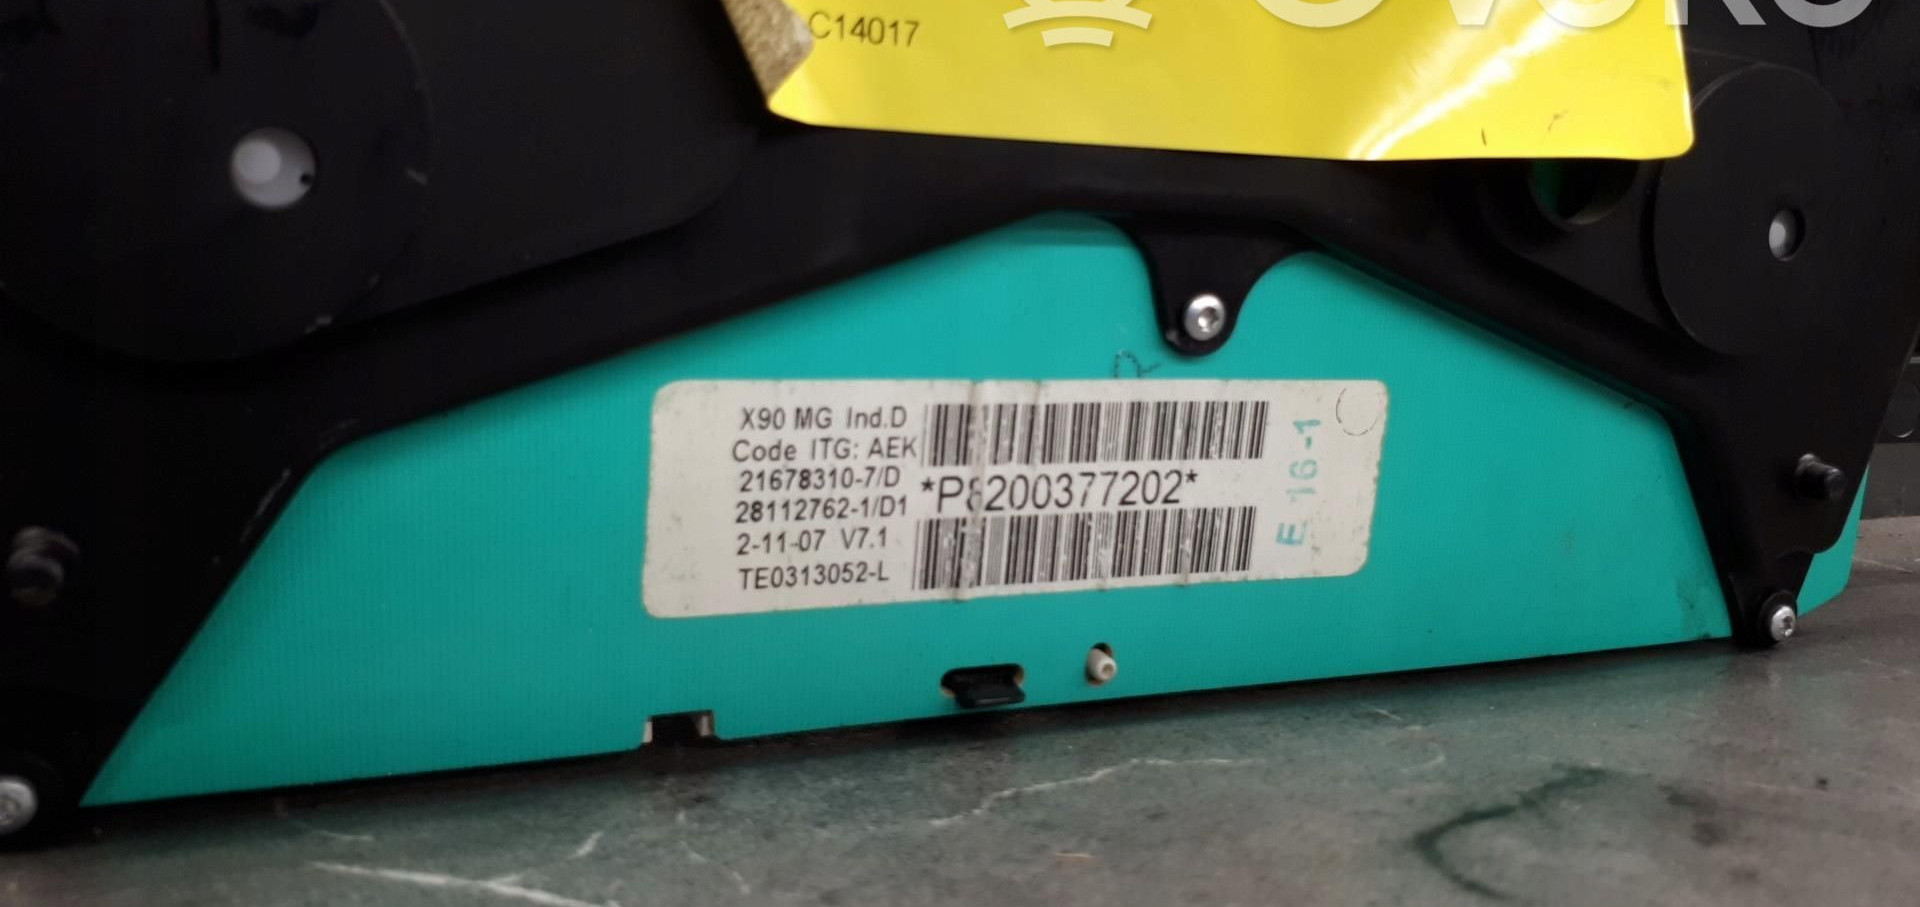 C14017
X90 MG Ind.D
Code ITG: AEK
21678310-7/D
28112762-1/D1
2-11-07 V7.1
TE0313052-L
*P8200377202*
E 16-1